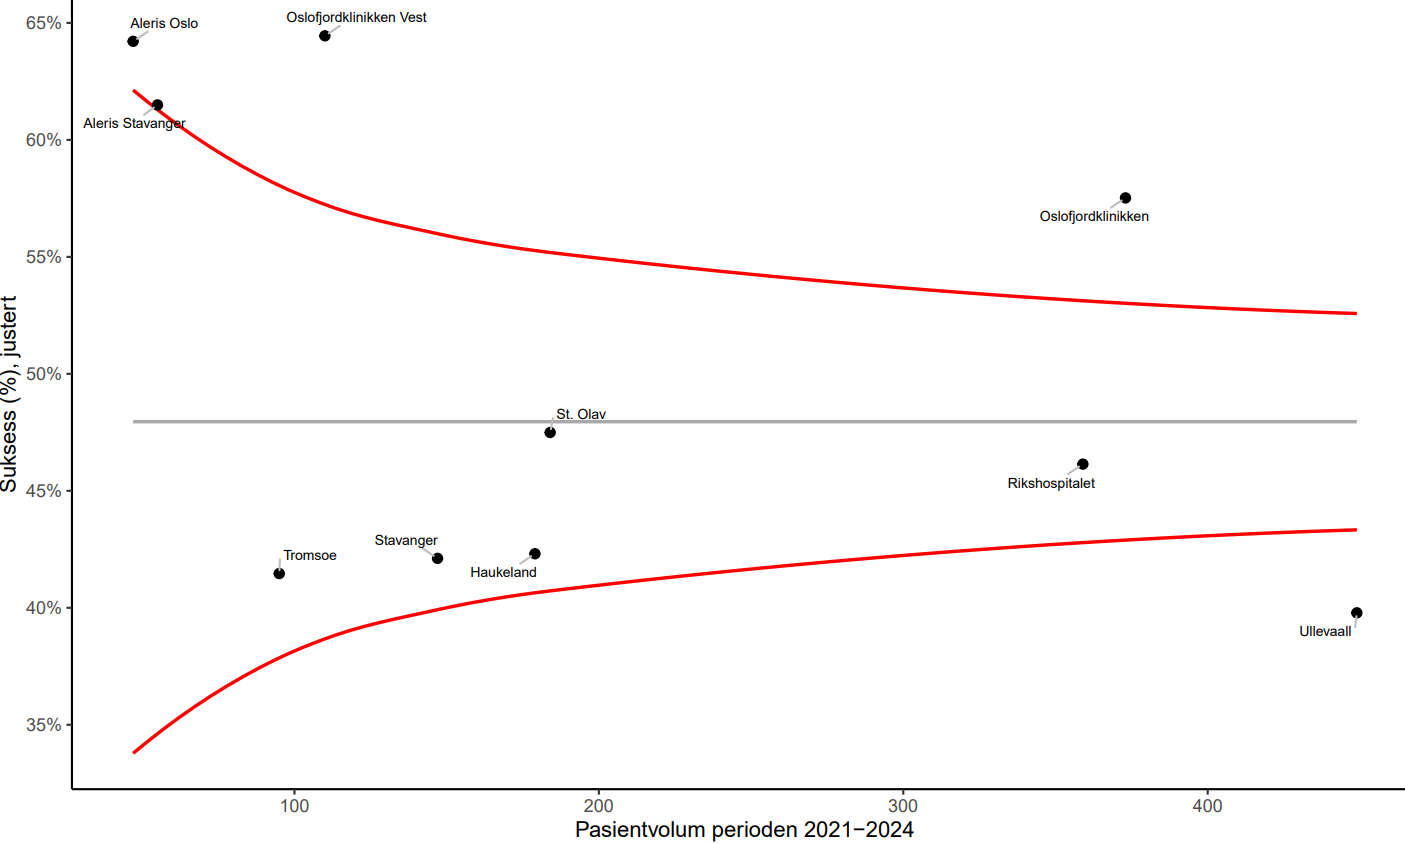 65%
60%
55%
50%
45%
40%
35%
Suksess (%), justert
Aleris Oslo
Oslofjordklinikken Vest
Aleris Stavanger
Oslofjordklinikken
St. Olav
Rikshospitalet
Stavanger
Tromsoe
Haukeland
Ullevaall
100
200
300
400
Pasientvolum perioden 2021−2024